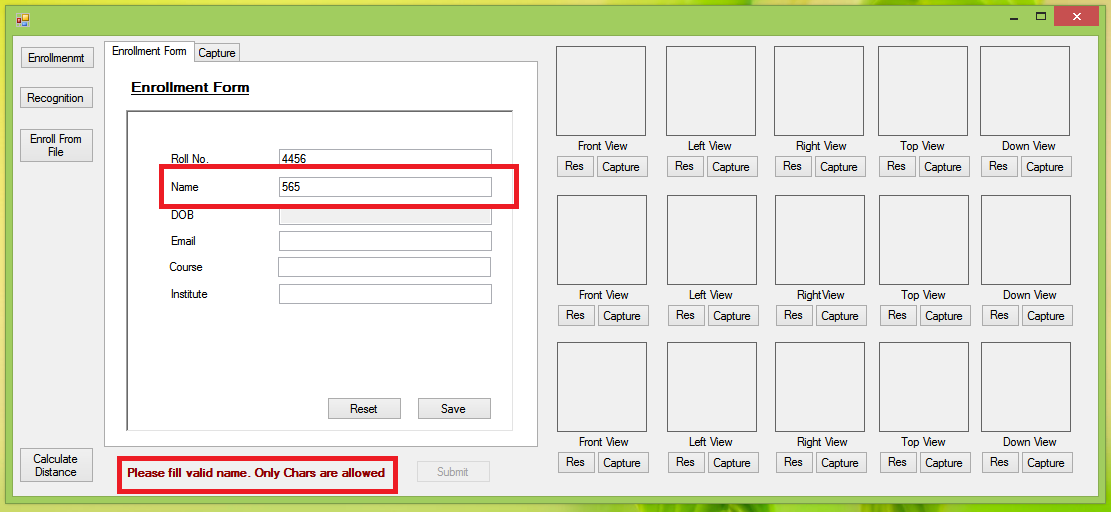 Enrollmenmt
Recognition
Enroll From
File
Calculate
Distance
Enrollment Form
Capture
Enrollment Form
Roll No. 4456
Name 565
DOB
Email
Course
Institute
Reset Save
Please fill valid name. Only Chars are allowed
Submit
Front View Left View Right View Top View Down View
Res Capture Res Capture Res Capture Res Capture Res Capture
Front View Left View RightView Top View Down View
Res Capture Res Capture Res Capture Res Capture Res Capture
Front View Left View Right View Top View Down View
Res Capture Res Capture Res Capture Res Capture Res Capture